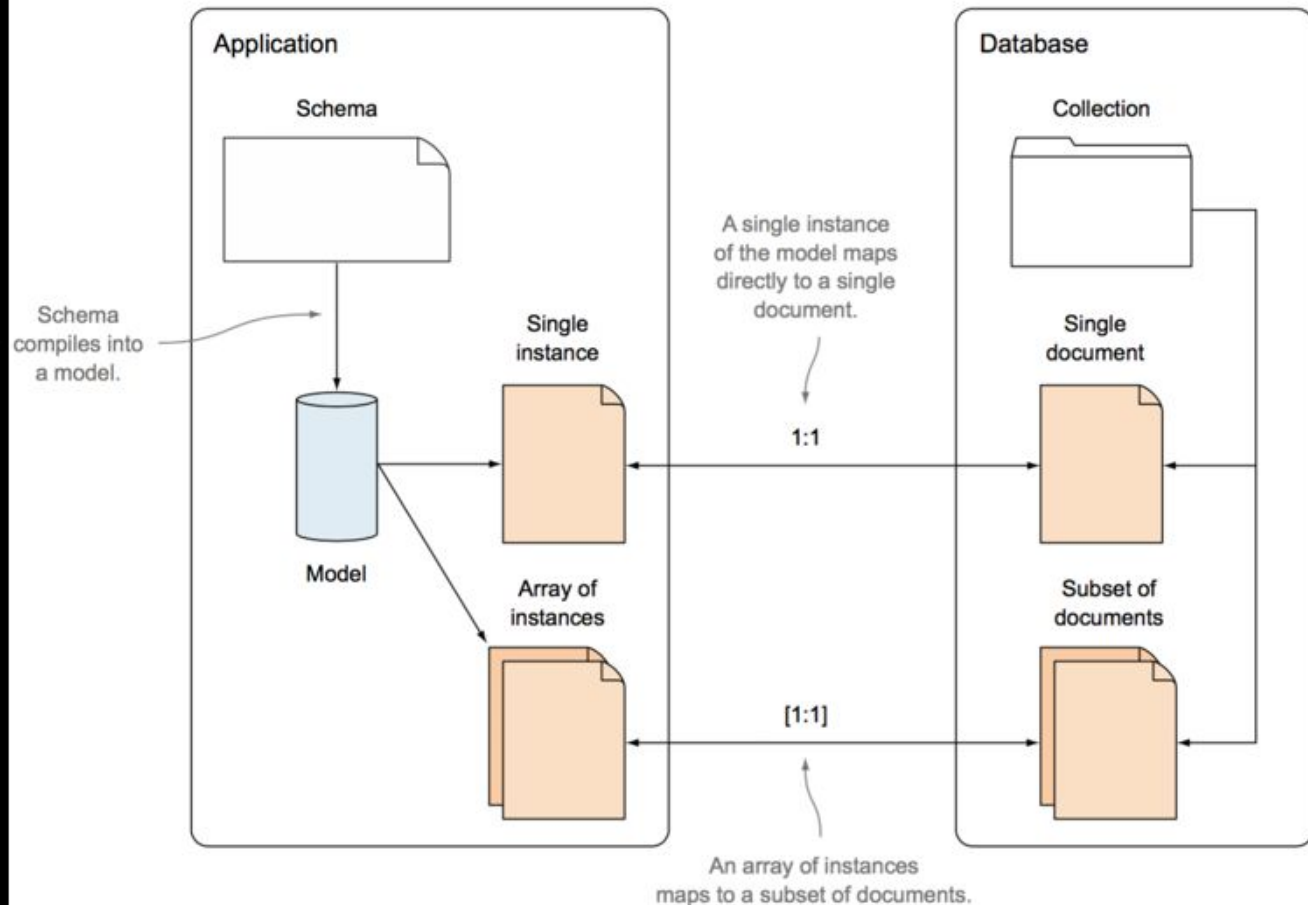 Application
Database
Schema
Collection
A single instance
of the model maps
directly to a single
document.
Schema
compiles into
a model.
Single
instance
Single
document
1:1
Model
Array of
instances
Subset of
documents
[1:1]
An array of instances
maps to a subset of documents.